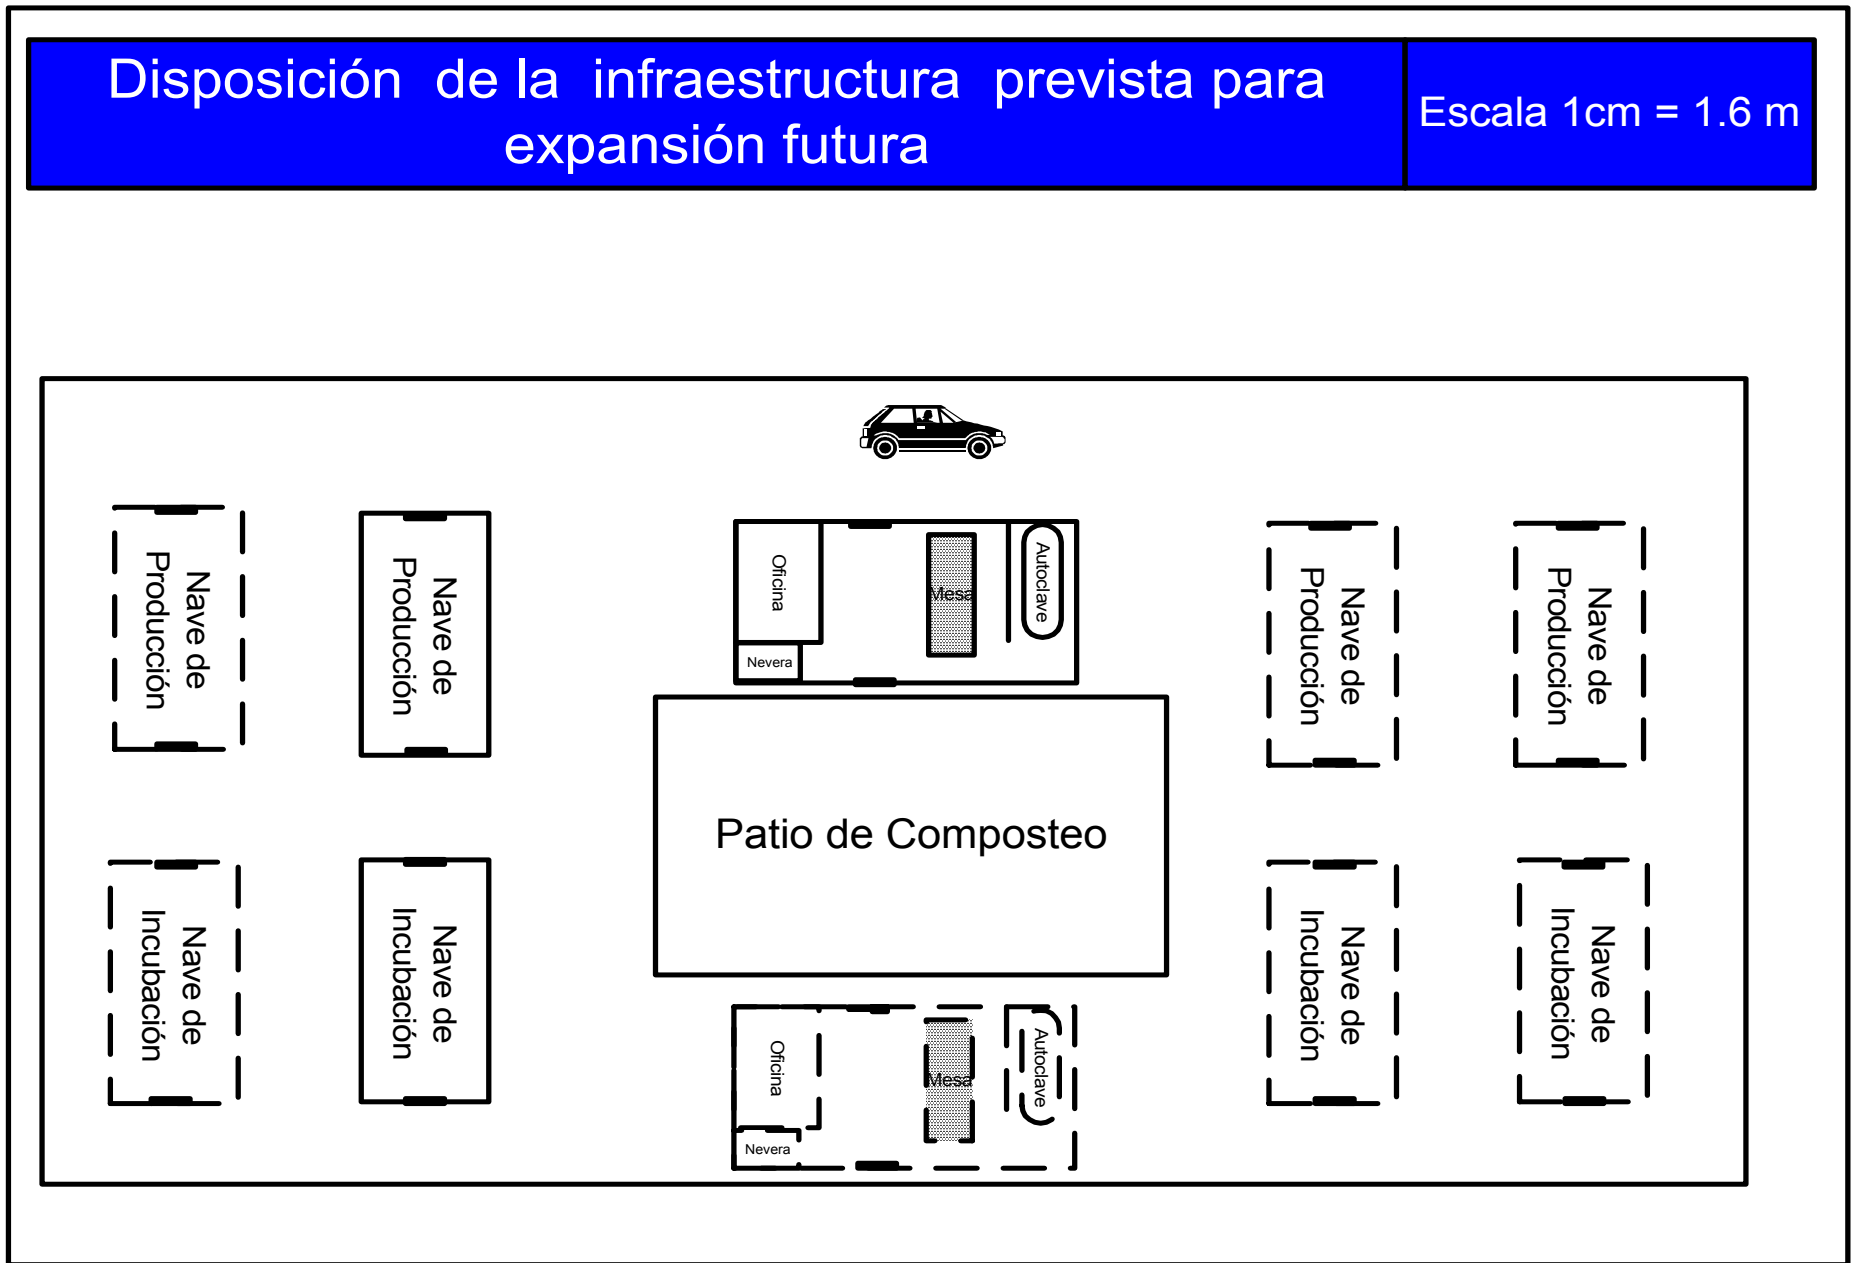 Disposición de la infraestructura prevista para
expansión futura
Escala 1cm = 1.6 m
Nave de
Producción
Nave de
Producción
Oficina
Nevera
Mesa
Autoclave
Nave de
Producción
Nave de
Producción
Patio de Composteo
Nave de
Incubación
Nave de
Incubación
Oficina
Nevera
Mesa
Autoclave
Nave de
Incubación
Nave de
Incubación